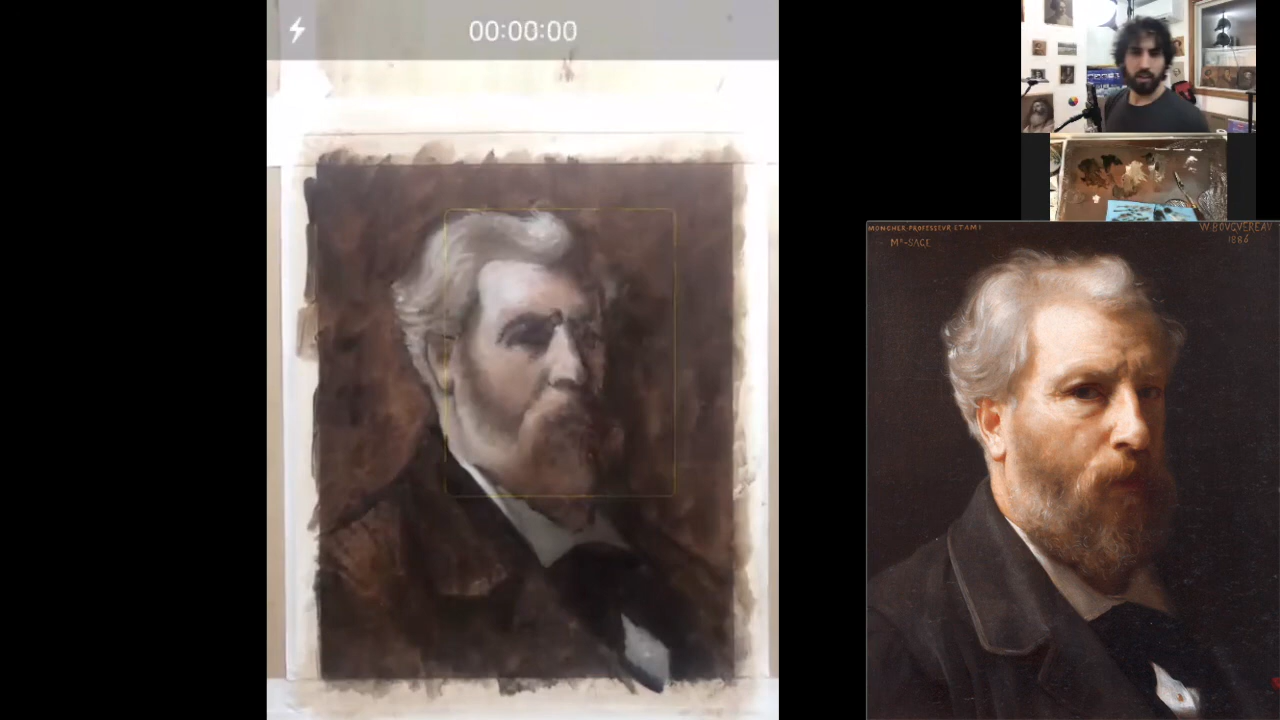 00:00:00
MONCHER·PROFESSEVR ET AMI
Mᴿ·SAGE
W.BOVGVEREAV
1886